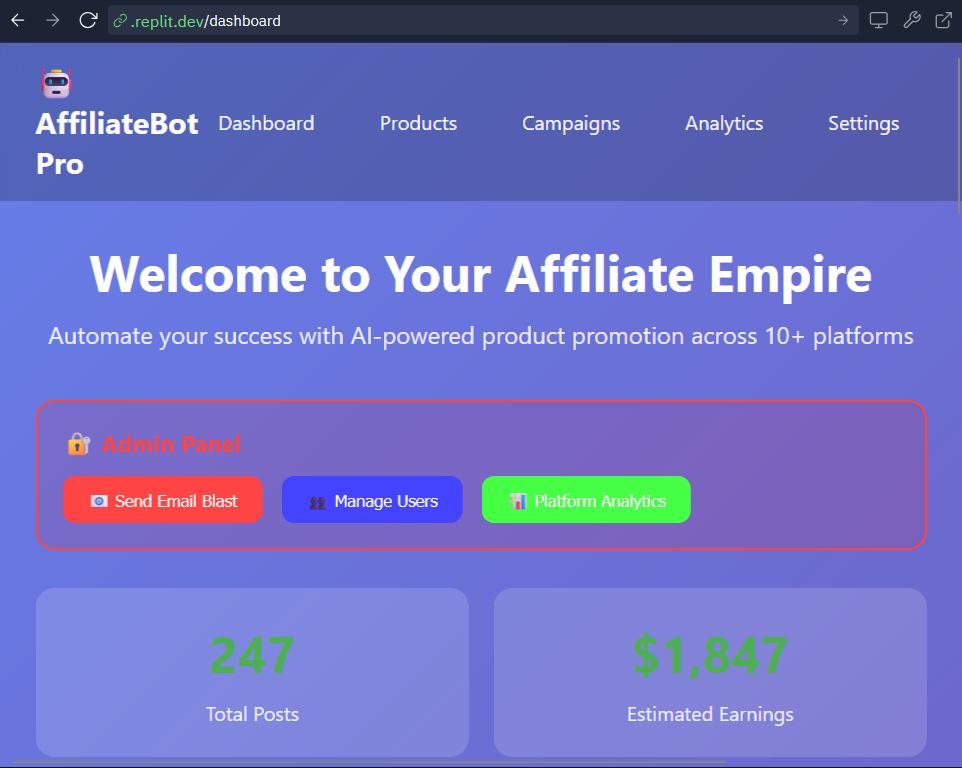 .replit.dev/dashboard
AffiliateBot
Pro
Dashboard
Products
Campaigns
Analytics
Settings
Welcome to Your Affiliate Empire
Automate your success with AI-powered product promotion across 10+ platforms
Admin Panel
Send Email Blast
Manage Users
Platform Analytics
247
Total Posts
$1,847
Estimated Earnings